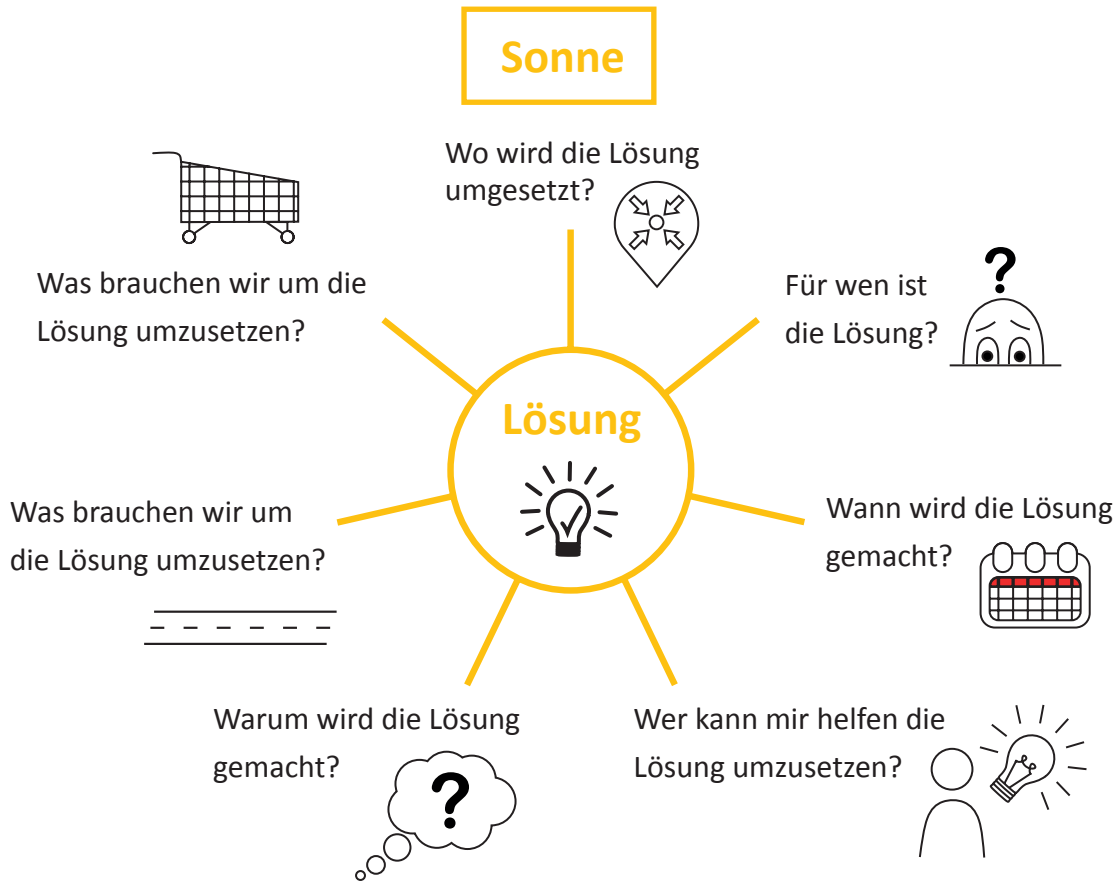 Sonne
Wo wird die Lösung
umgesetzt?
Was brauchen wir um die
Lösung umzusetzen?
Für wen ist
die Lösung?
Lösung
Was brauchen wir um
die Lösung umzusetzen?
Wann wird die Lösung
gemacht?
Warum wird die Lösung
gemacht?
?
Wer kann mir helfen die
Lösung umzusetzen?
?